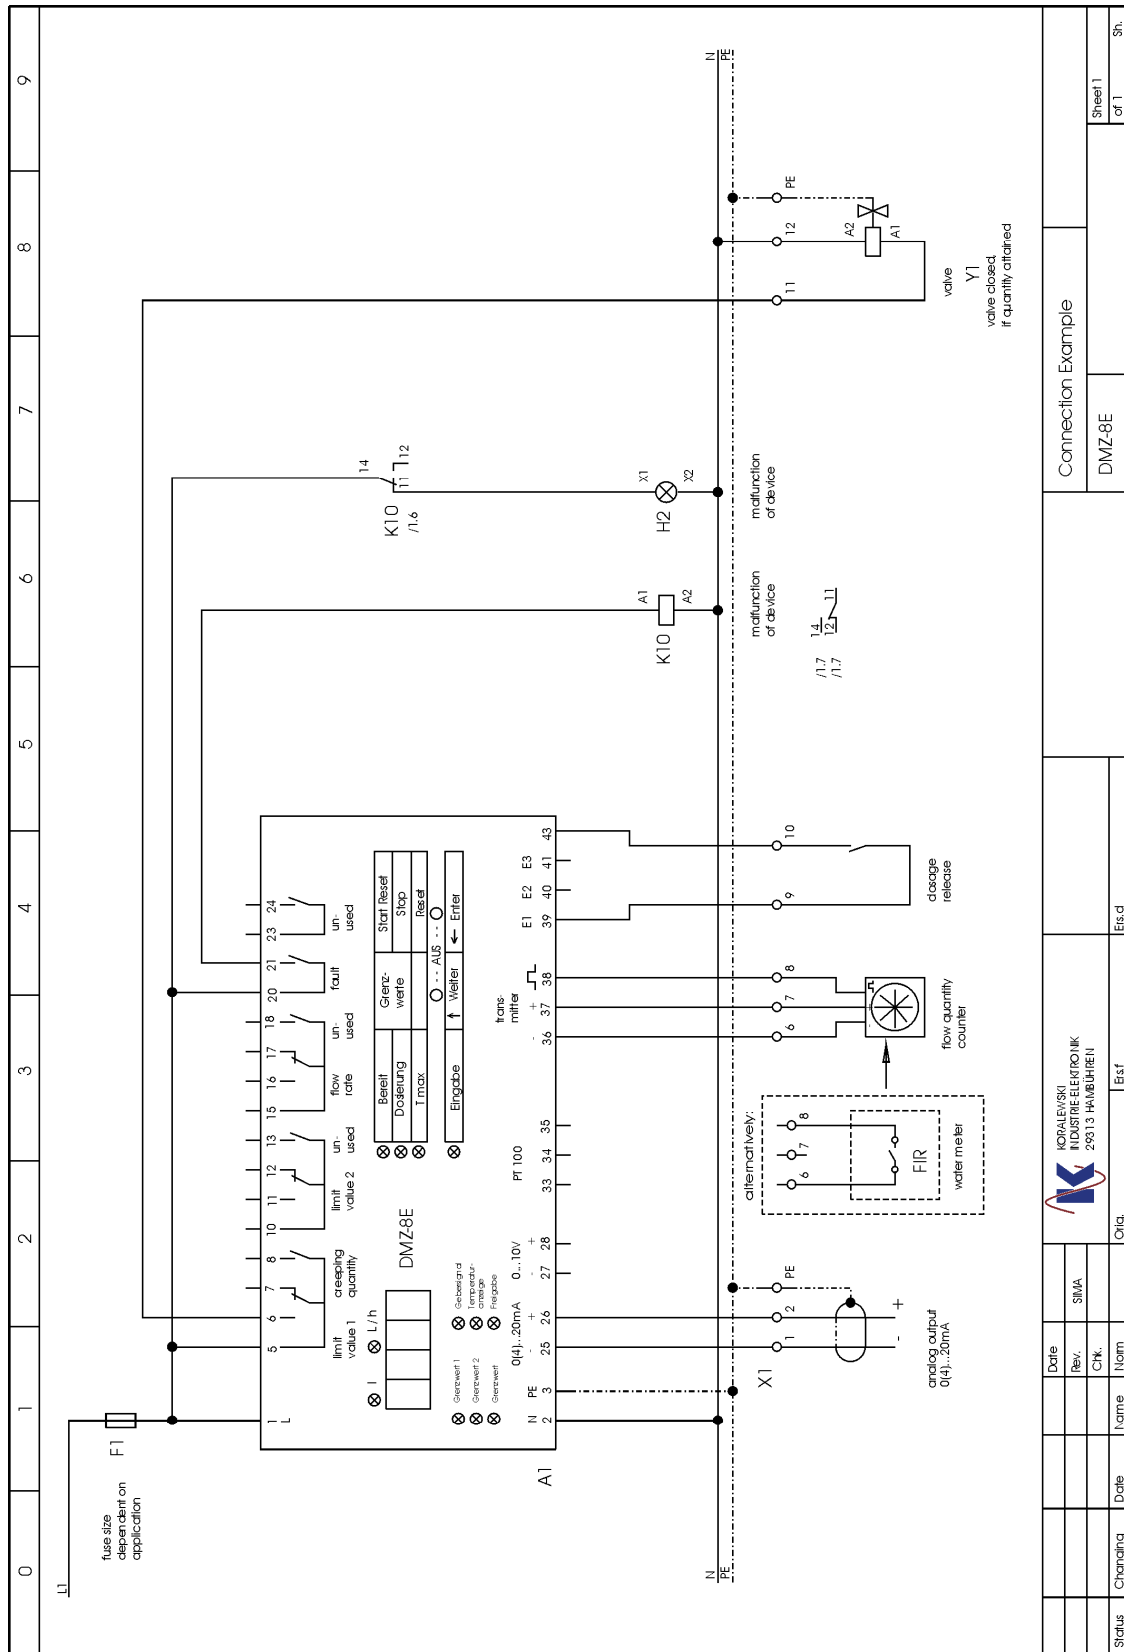 0 1 2 3 4 5 6 7 8 9
L1
fuse size
dependent on
application
F1
1
L
5 6 7 8 10 11 12 13 15 16 17 18 20 21 23 24
limit
value 1
creeping
quantity
limit
value 2
un-
used
flow
rate
un-
used
fault
un-
used
I
L / h
DMZ-8E
Bereit
Dosierung
T max
Grenz-
werte
Start Reset
Stop
Reset
-- AUS --
Eingabe
Weiter
Enter
Grenzwert 1
Grenzwert 2
Grenzwert
Gebersignal
Temperatur-
anzeige
Freigabe
0(4)...20mA
0...10V
PT 100
trans-
mitter
E1 E2 E3
N PE - + - + - +
2 3 25 26 27 28 33 34 35 36 37 38 39 40 41 43
A1
K10
/1.6
14
11
12
A1
K10
A2
X1
H2
X2
N
PE
N
PE
malfunction
of device
malfunction
of device
14
12
11
/1.7
/1.7
X1
1 2 PE
- +
analog output
0(4)...20mA
alternatively:
6 7 8
FIR
water meter
6 7 8
flow quantity
counter
9 10
dosage
release
11 12 PE
A2
A1
valve
Y1
valve closed,
if quantity attained
Status
Changing
Date
Name
Norm
Date
Rev.
Chk.
SIMA
Orig.
Ers.f
Ers.d
KORALEWSKI
INDUSTRIE-ELEKTRONIK
29313 HAMBÜHREN
Connection Example
DMZ-8E
Sheet 1
of 1
Sh.